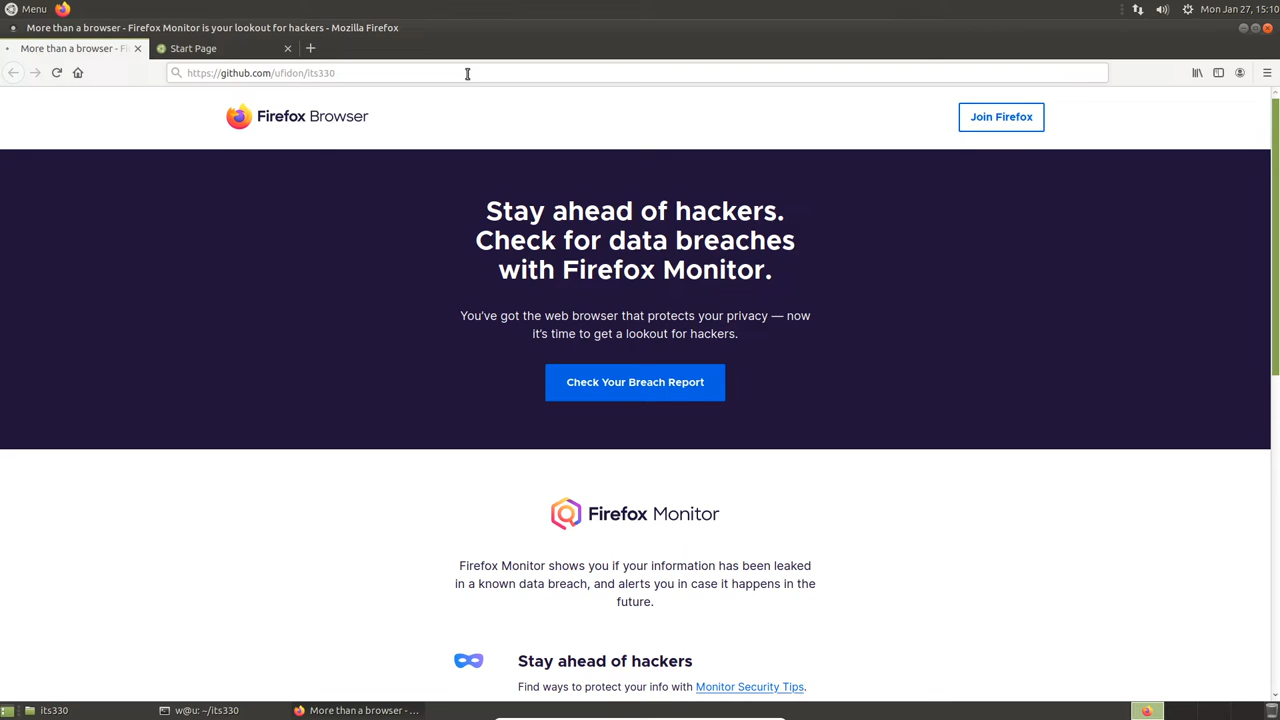 Menu
Mon Jan 27, 15:10
More than a browser - Firefox Monitor is your lookout for hackers - Mozilla Firefox
More than a browser - Fi
Start Page
https://github.com/ufidon/its330
Firefox Browser
Join Firefox
Stay ahead of hackers.
Check for data breaches
with Firefox Monitor.
You've got the web browser that protects your privacy — now
it's time to get a lookout for hackers.
Check Your Breach Report
Firefox Monitor
Firefox Monitor shows you if your information has been leaked
in a known data breach, and alerts you in case it happens in the
future.
Stay ahead of hackers
Find ways to protect your info with Monitor Security Tips.
its330
w@u: ~/its330
More than a browser - ...